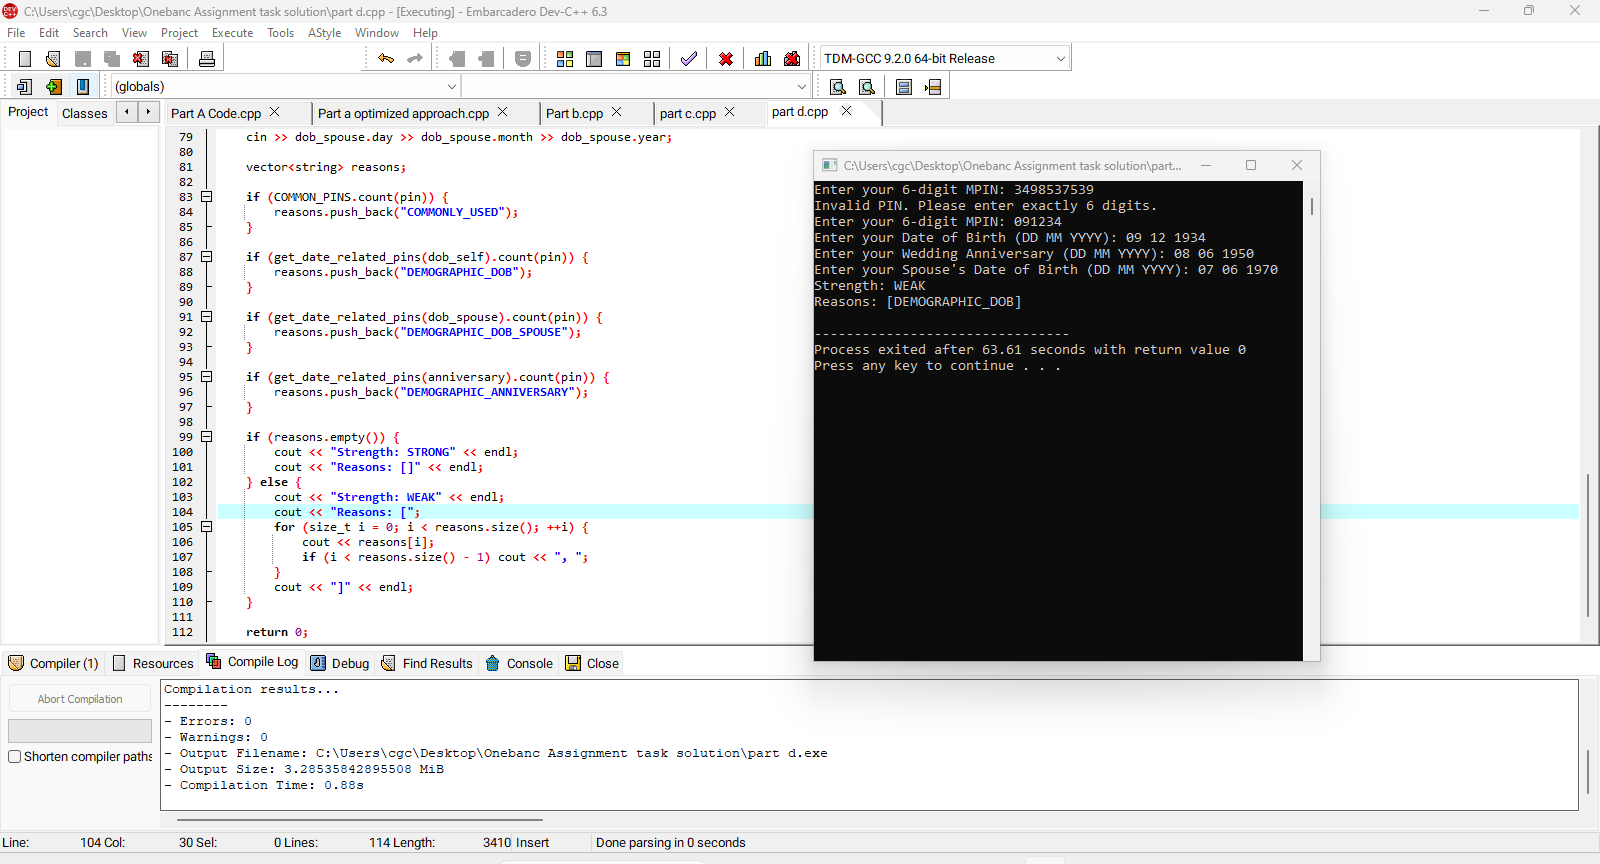 C:\Users\cgc\Desktop\Onebanc Assignment task solution\part d.cpp - [Executing] - Embarcadero Dev-C++ 6.3
File Edit Search View Project Execute Tools AStyle Window Help
TDM-GCC 9.2.0 64-bit Release
(globals)
Project Classes Part A Code.cpp Part a optimized approach.cpp Part b.cpp part c.cpp part d.cpp
79 cin >> dob_spouse.day >> dob_spouse.month >> dob_spouse.year;
80
81 vector<string> reasons;
82
83 if (COMMON_PINS.count(pin)) {
84 reasons.push_back("COMMONLY_USED");
85 }
86
87 if (get_date_related_pins(dob_self).count(pin)) {
88 reasons.push_back("DEMOGRAPHIC_DOB");
89 }
90
91 if (get_date_related_pins(dob_spouse).count(pin)) {
92 reasons.push_back("DEMOGRAPHIC_DOB_SPOUSE");
93 }
94
95 if (get_date_related_pins(anniversary).count(pin)) {
96 reasons.push_back("DEMOGRAPHIC_ANNIVERSARY");
97 }
98
99 if (reasons.empty()) {
100 cout << "Strength: STRONG" << endl;
101 cout << "Reasons: []" << endl;
102 } else {
103 cout << "Strength: WEAK" << endl;
104 cout << "Reasons: [";
105 for (size_t i = 0; i < reasons.size(); ++i) {
106 cout << reasons[i];
107 if (i < reasons.size() - 1) cout << ", ";
108 }
109 cout << "]" << endl;
110 }
111
112 return 0;
C:\Users\cgc\Desktop\Onebanc Assignment task solution\part...
Enter your 6-digit MPIN: 3498537539
Invalid PIN. Please enter exactly 6 digits.
Enter your 6-digit MPIN: 091234
Enter your Date of Birth (DD MM YYYY): 09 12 1934
Enter your Wedding Anniversary (DD MM YYYY): 08 06 1950
Enter your Spouse's Date of Birth (DD MM YYYY): 07 06 1970
Strength: WEAK
Reasons: [DEMOGRAPHIC_DOB]
--------------------------------
Process exited after 63.61 seconds with return value 0
Press any key to continue . . .
Compiler (1) Resources Compile Log Debug Find Results Console Close
Abort Compilation
Shorten compiler paths
Compilation results...
--------
- Errors: 0
- Warnings: 0
- Output Filename: C:\Users\cgc\Desktop\Onebanc Assignment task solution\part d.exe
- Output Size: 3.28535842895508 MiB
- Compilation Time: 0.88s
Line: 104 Col: 30 Sel: 0 Lines: 114 Length: 3410 Insert Done parsing in 0 seconds